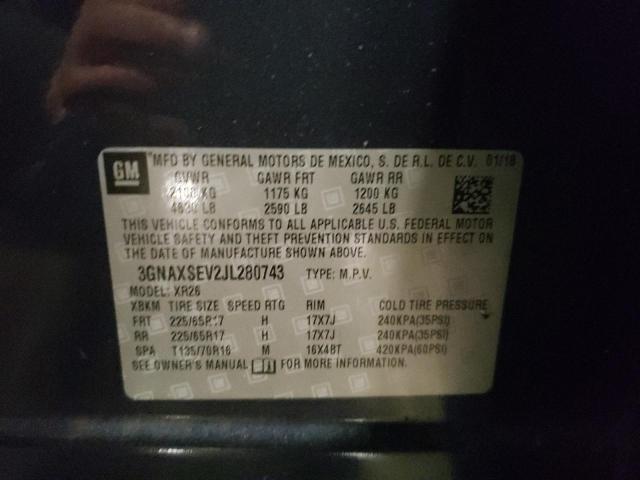 GM
MFD BY GENERAL MOTORS DE MEXICO, S. DE R.L. DE C.V. 01/18
GVWR GAWR FRT GAWR RR
KG 1175 KG 1200 KG
LB 2590 LB 2645 LB
THIS VEHICLE CONFORMS TO ALL APPLICABLE U.S. FEDERAL MOTOR
VEHICLE SAFETY AND THEFT PREVENTION STANDARDS IN EFFECT ON
THE DATE OF MANUFACTURE SHOWN ABOVE.
3GNAXSEV2JL280743 TYPE: M.P.V.
MODEL: XR26
XBKM TIRE SIZE SPEED RTG RIM COLD TIRE PRESSURE
FRT 225/65R17 H 17X7J 240KPA(35PSI)
RR 225/65R17 H 17X7J 240KPA(35PSI)
SPA T135/70R16 M 16X4BT 420KPA(60PSI)
SEE OWNER'S MANUAL FOR MORE INFORMATION.